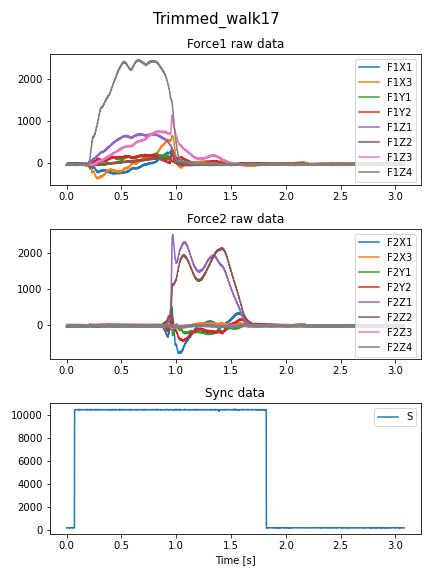 Trimmed_walk17
Force1 raw data
2000
1000
0
F1X1
F1X3
F1Y1
F1Y2
F1Z1
F1Z2
F1Z3
F1Z4
0.0 0.5 1.0 1.5 2.0 2.5 3.0
Force2 raw data
2000
1000
0
F2X1
F2X3
F2Y1
F2Y2
F2Z1
F2Z2
F2Z3
F2Z4
0.0 0.5 1.0 1.5 2.0 2.5 3.0
Sync data
10000
8000
6000
4000
2000
0
S
0.0 0.5 1.0 1.5 2.0 2.5 3.0
Time [s]